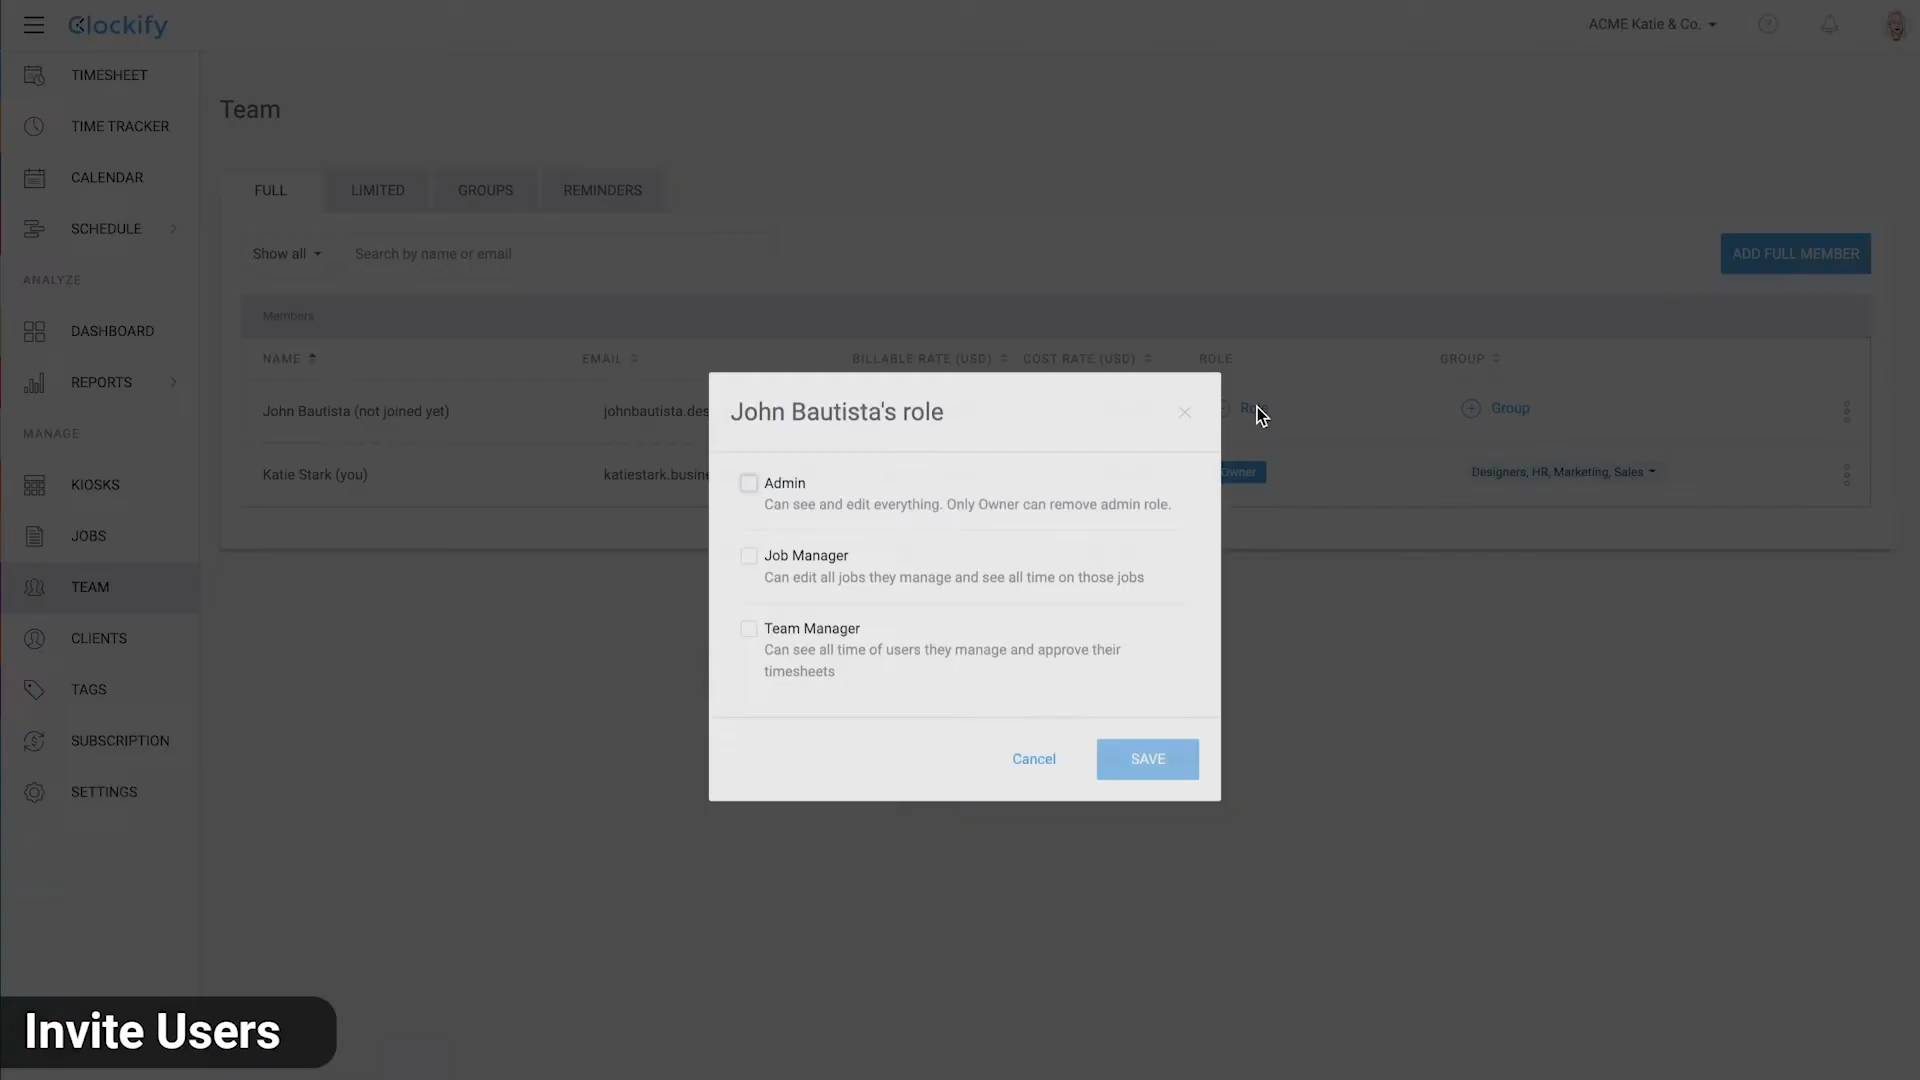 Clockify
ACME Katie & Co.
TIMESHEET
TIME TRACKER
CALENDAR
SCHEDULE
ANALYZE
DASHBOARD
REPORTS
MANAGE
KIOSKS
JOBS
TEAM
CLIENTS
TAGS
SUBSCRIPTION
SETTINGS
Team
FULL LIMITED GROUPS REMINDERS
Show all Search by name or email ADD FULL MEMBER
Members
NAME EMAIL BILLABLE RATE (USD) COST RATE (USD) ROLE GROUP
John Bautista (not joined yet) johnbautista.des Group
Katie Stark (you) katiestark.busine Owner Designers, HR, Marketing, Sales
John Bautista's role
Admin
Can see and edit everything. Only Owner can remove admin role.
Job Manager
Can edit all jobs they manage and see all time on those jobs
Team Manager
Can see all time of users they manage and approve their
timesheets
Cancel SAVE
Invite Users